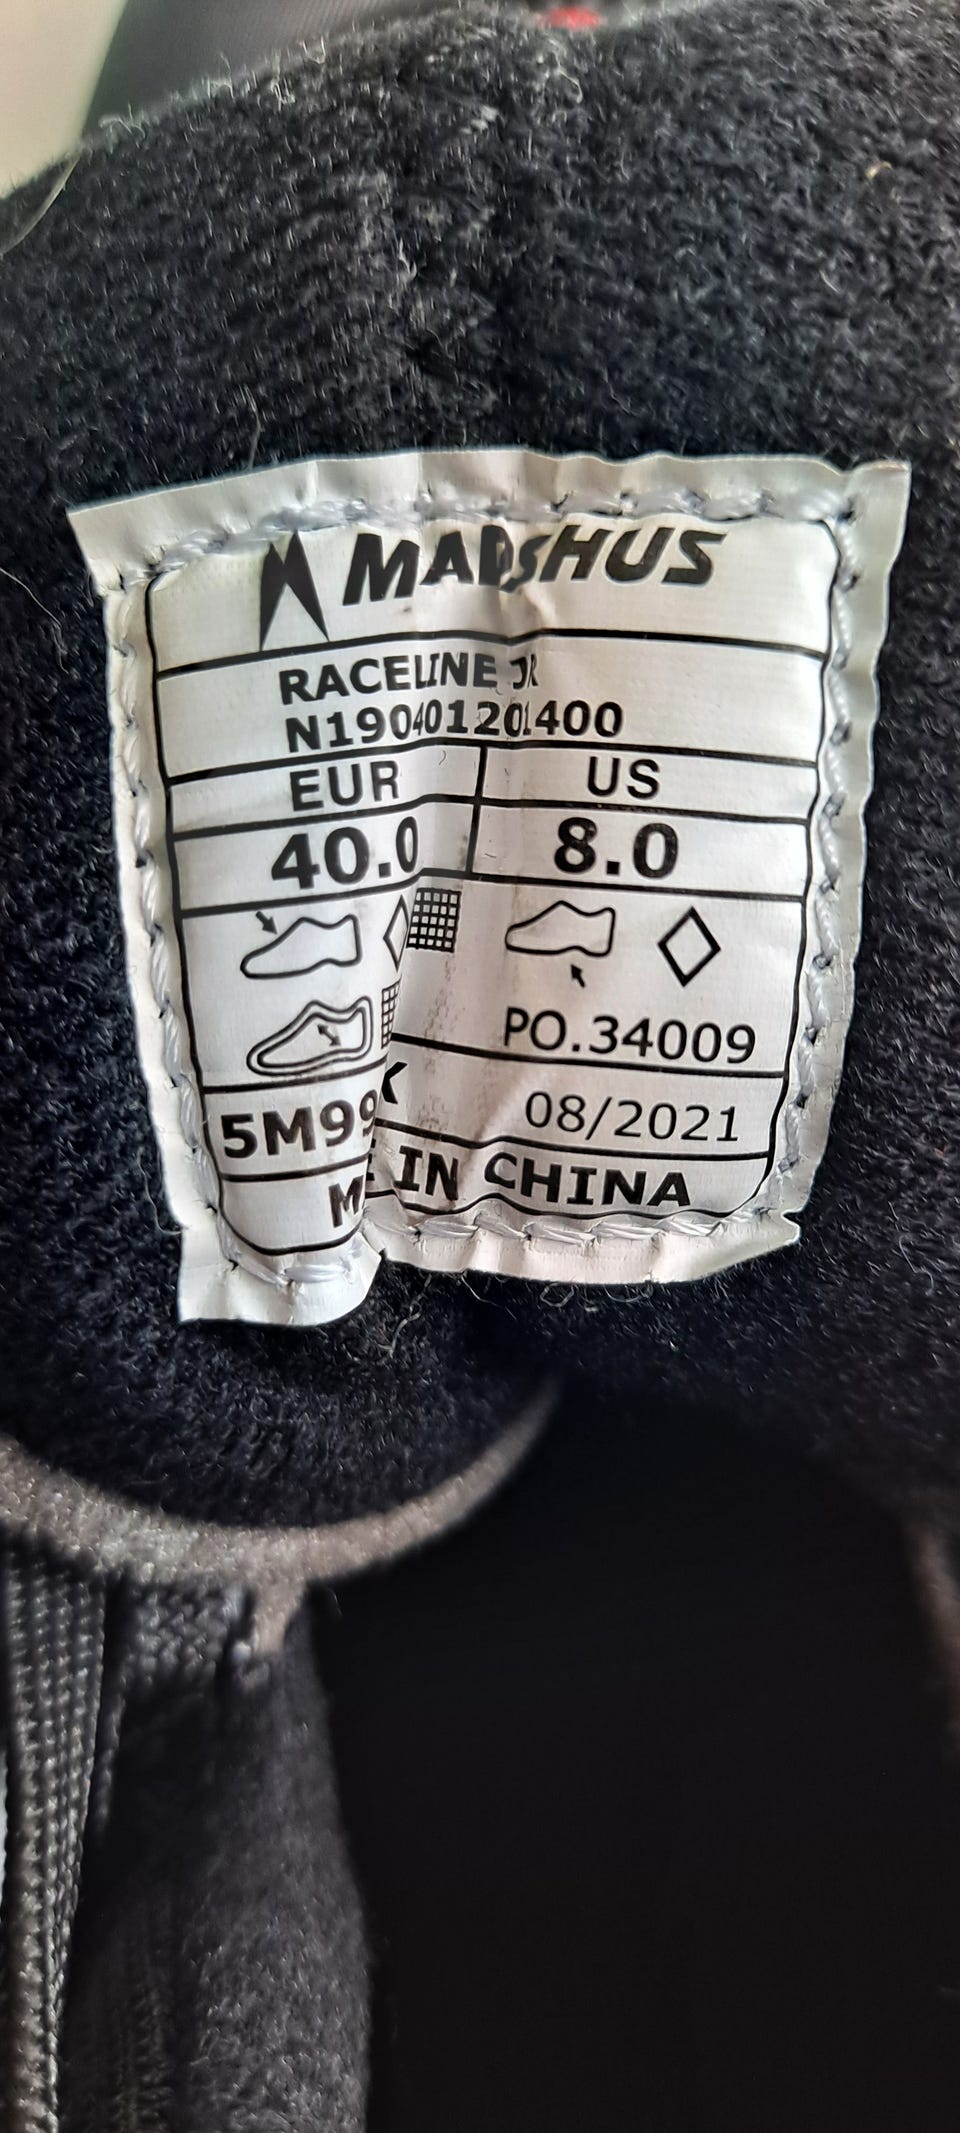 MADSHUS
RACELINE JR
N190401201400
EUR US
40.0 8.0
PO.34009
08/2021
IN CHINA